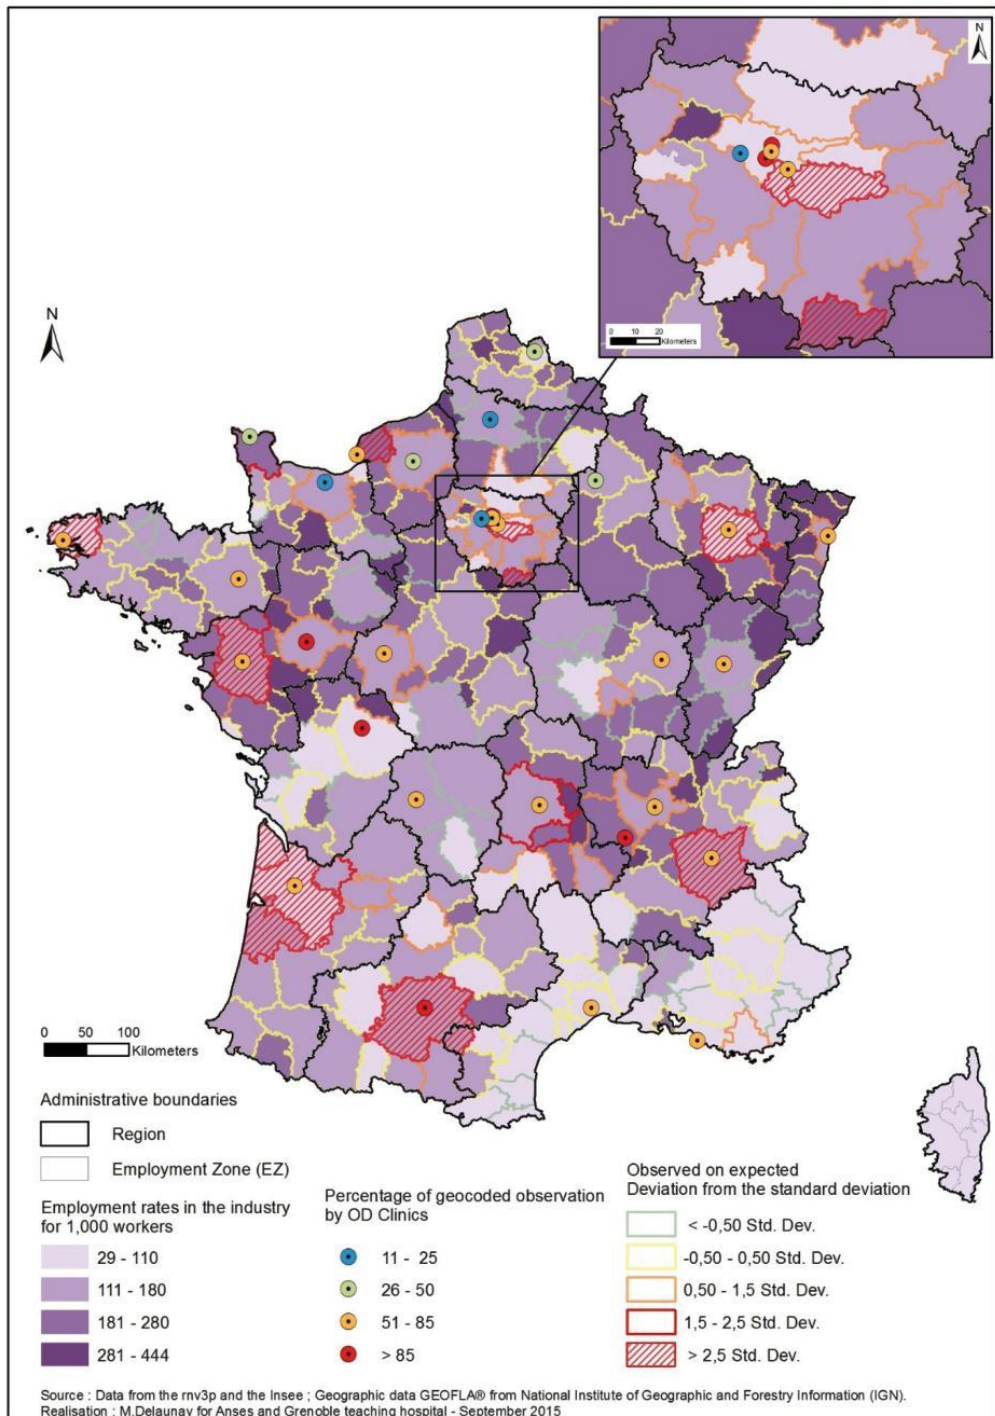 N
0 10 20
Kilometers
N
0 50 100
Kilometers
Administrative boundaries
Region
Employment Zone (EZ)
Employment rates in the industry
for 1,000 workers
29 - 110
111 - 180
181 - 280
281 - 444
Percentage of geocoded observation
by OD Clinics
11 - 25
26 - 50
51 - 85
> 85
Observed on expected
Deviation from the standard deviation
< -0,50 Std. Dev.
-0,50 - 0,50 Std. Dev.
0,50 - 1,5 Std. Dev.
1,5 - 2,5 Std. Dev.
> 2,5 Std. Dev.
Source : Data from the rnv3p and the Insee ; Geographic data GEOFLA® from National Institute of Geographic and Forestry Information (IGN).
Realisation : M.Delaunay for Anses and Grenoble teaching hospital - September 2015